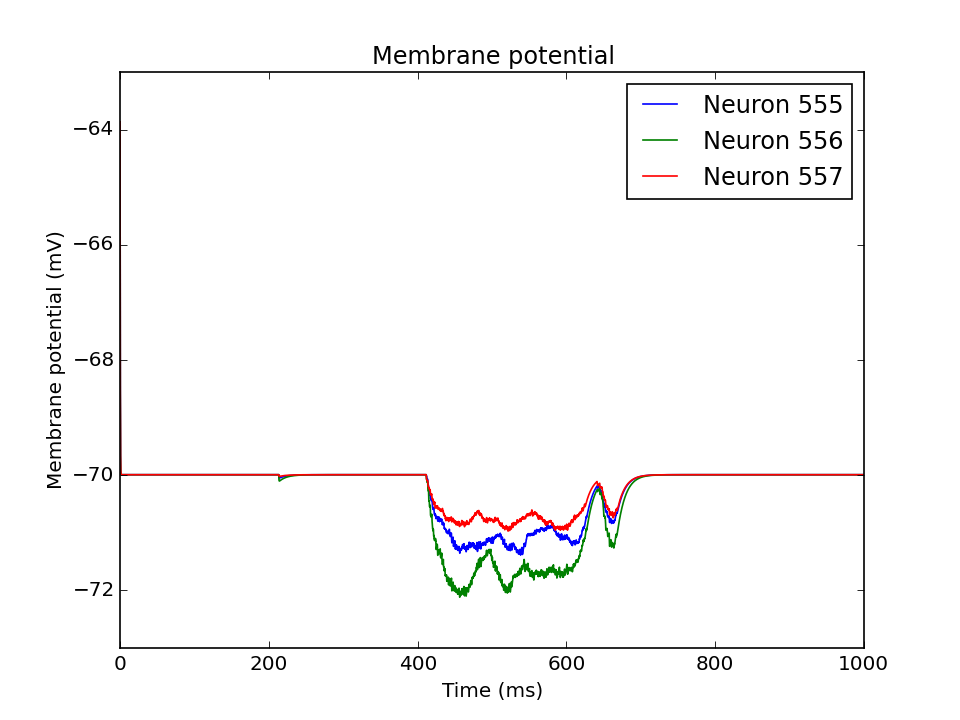 Membrane potential
Neuron 555
Neuron 556
Neuron 557
Membrane potential (mV)
−64
−66
−68
−70
−72
0 200 400 600 800 1000
Time (ms)